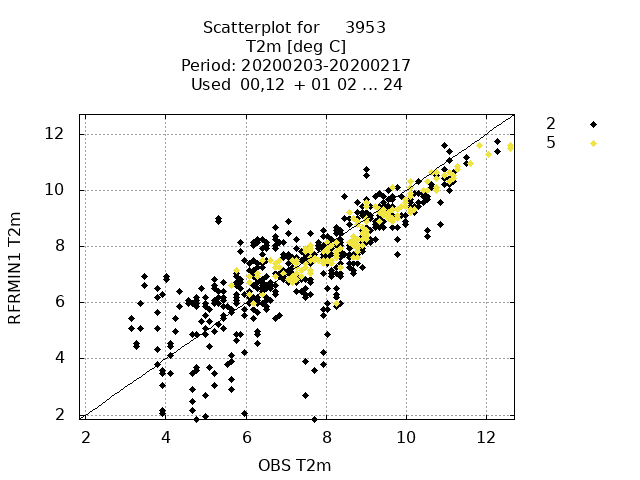 Scatterplot for 3953
T2m [deg C]
Period: 20200203-20200217
Used 00,12 + 01 02 ... 24
2
5
12
10
8
6
4
2
RFRMIN1 T2m
2 4 6 8 10 12
OBS T2m